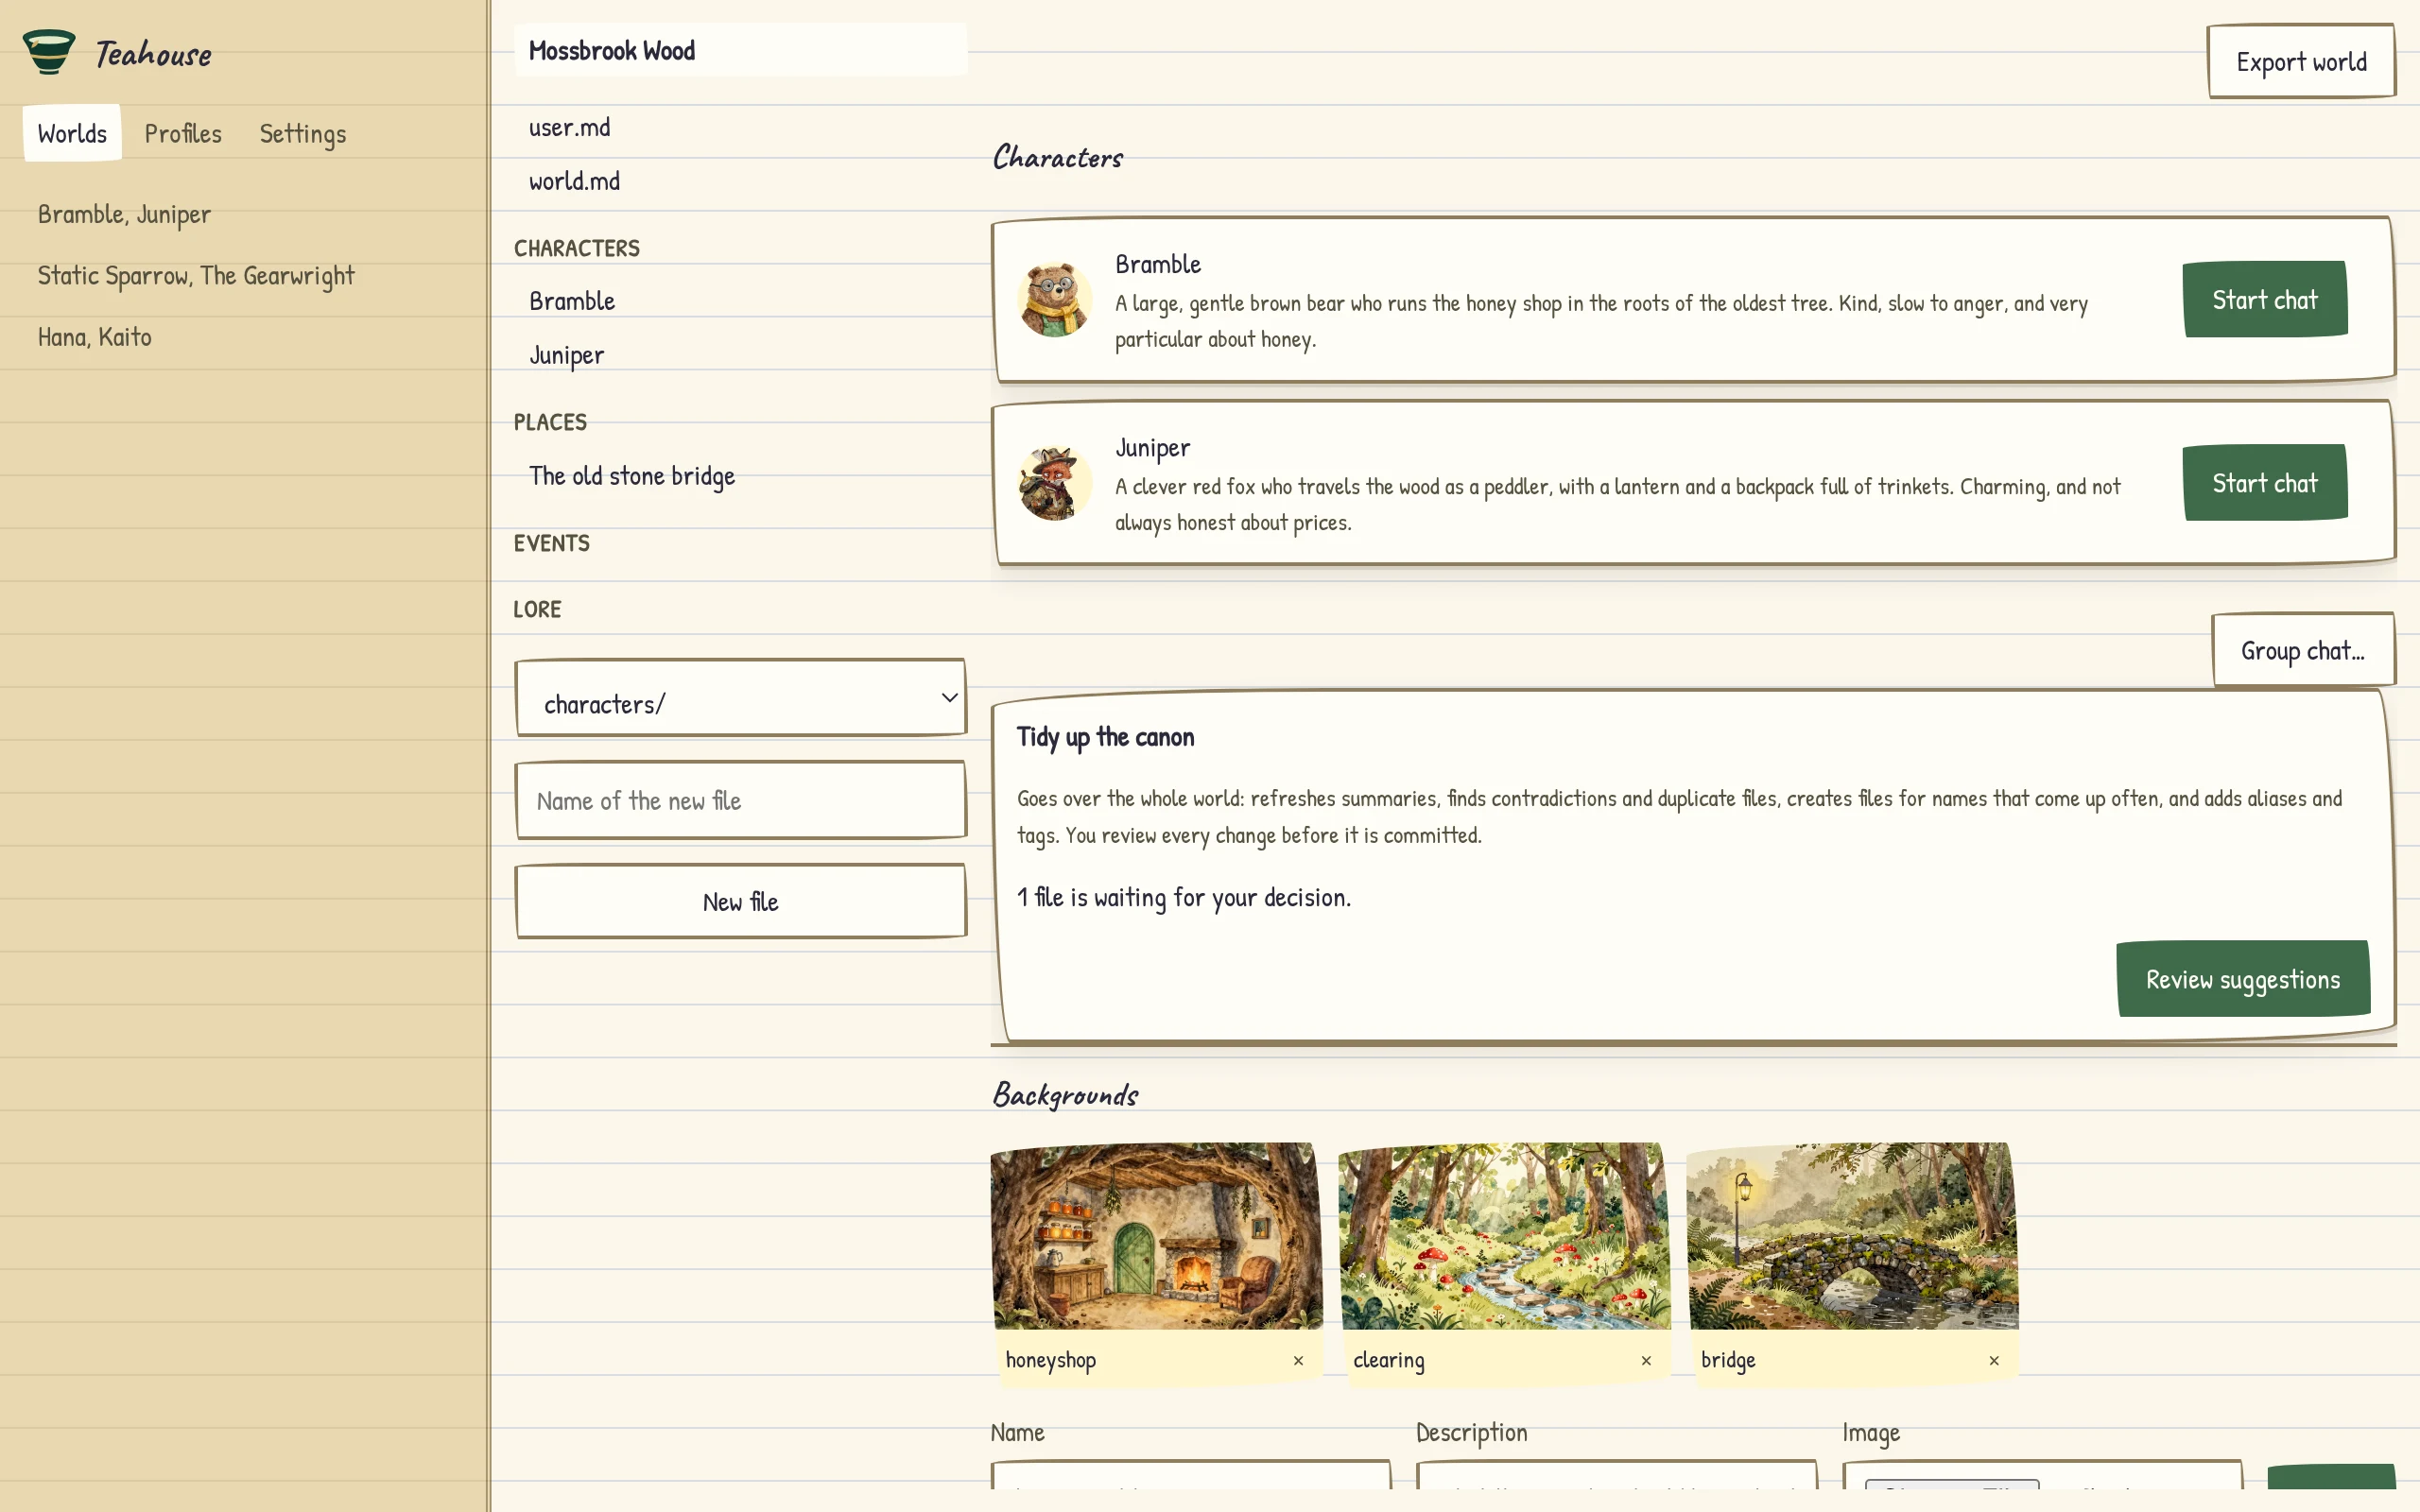 Teahouse
Worlds
Profiles
Settings
Bramble, Juniper
Static Sparrow, The Gearwright
Hana, Kaito
Mossbrook Wood
user.md
world.md
CHARACTERS
Bramble
Juniper
PLACES
The old stone bridge
EVENTS
LORE
characters/
Name of the new file
New file
Export world
Characters
Bramble
A large, gentle brown bear who runs the honey shop in the roots of the oldest tree. Kind, slow to anger, and very
particular about honey.
Start chat
Juniper
A clever red fox who travels the wood as a peddler, with a lantern and a backpack full of trinkets. Charming, and not
always honest about prices.
Start chat
Group chat...
Tidy up the canon
Goes over the whole world: refreshes summaries, finds contradictions and duplicate files, creates files for names that come up often, and adds aliases and
tags. You review every change before it is committed.
1 file is waiting for your decision.
Review suggestions
Backgrounds
honeyshop ×
clearing ×
bridge ×
Name
Description
Image